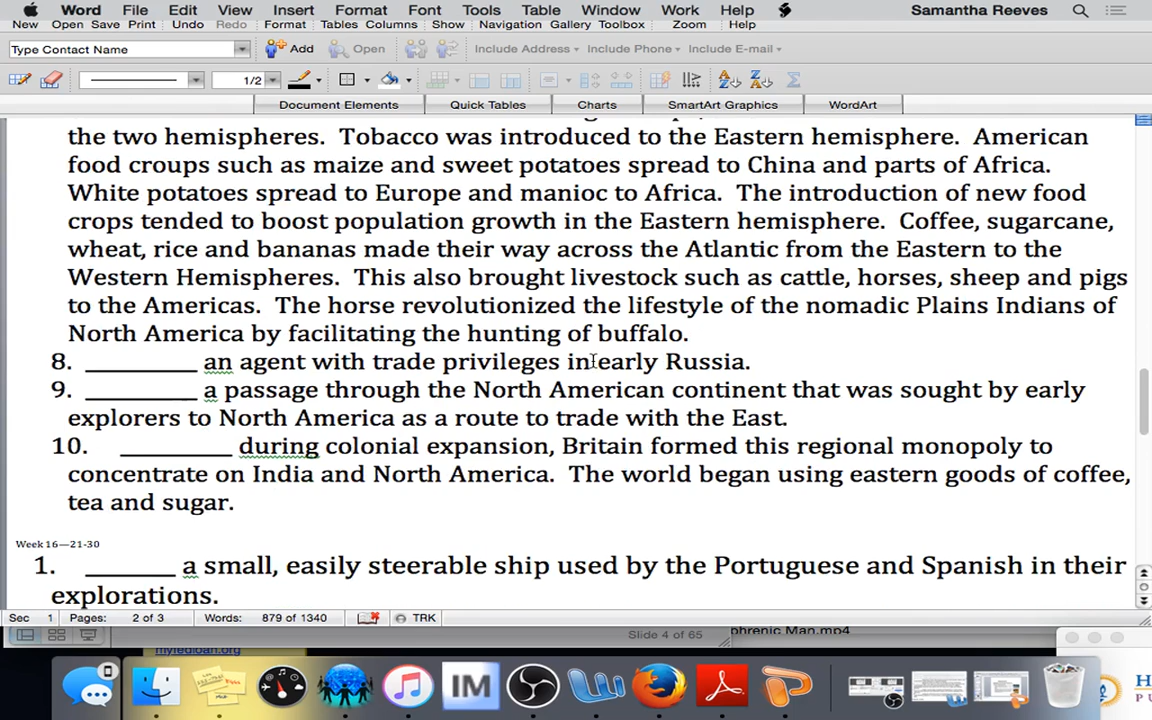 Word File Edit View Insert Format Font Tools Table Window Work Help Samantha Reeves
New Open Save Print Undo Redo Format Tables Columns Show Navigation Gallery Toolbox Zoom Help
Type Contact Name Add Open Include Address Include Phone Include E-mail
1/2
Document Elements Quick Tables Charts SmartArt Graphics WordArt
the two hemispheres. Tobacco was introduced to the Eastern hemisphere. American
food croups such as maize and sweet potatoes spread to China and parts of Africa.
White potatoes spread to Europe and manioc to Africa. The introduction of new food
crops tended to boost population growth in the Eastern hemisphere. Coffee, sugarcane,
wheat, rice and bananas made their way across the Atlantic from the Eastern to the
Western Hemispheres. This also brought livestock such as cattle, horses, sheep and pigs
to the Americas. The horse revolutionized the lifestyle of the nomadic Plains Indians of
North America by facilitating the hunting of buffalo.
8. _________ an agent with trade privileges in early Russia.
9. _________ a passage through the North American continent that was sought by early
explorers to North America as a route to trade with the East.
10. _________ during colonial expansion, Britain formed this regional monopoly to
concentrate on India and North America. The world began using eastern goods of coffee,
tea and sugar.
Week 16—21-30
1. ________ a small, easily steerable ship used by the Portuguese and Spanish in their
explorations.
Sec 1 Pages: 2 of 3 Words: 879 of 1340 TRK
Slide 4 of 65 phrenic Man.mp4
myfedloan.org
IM
H
P U